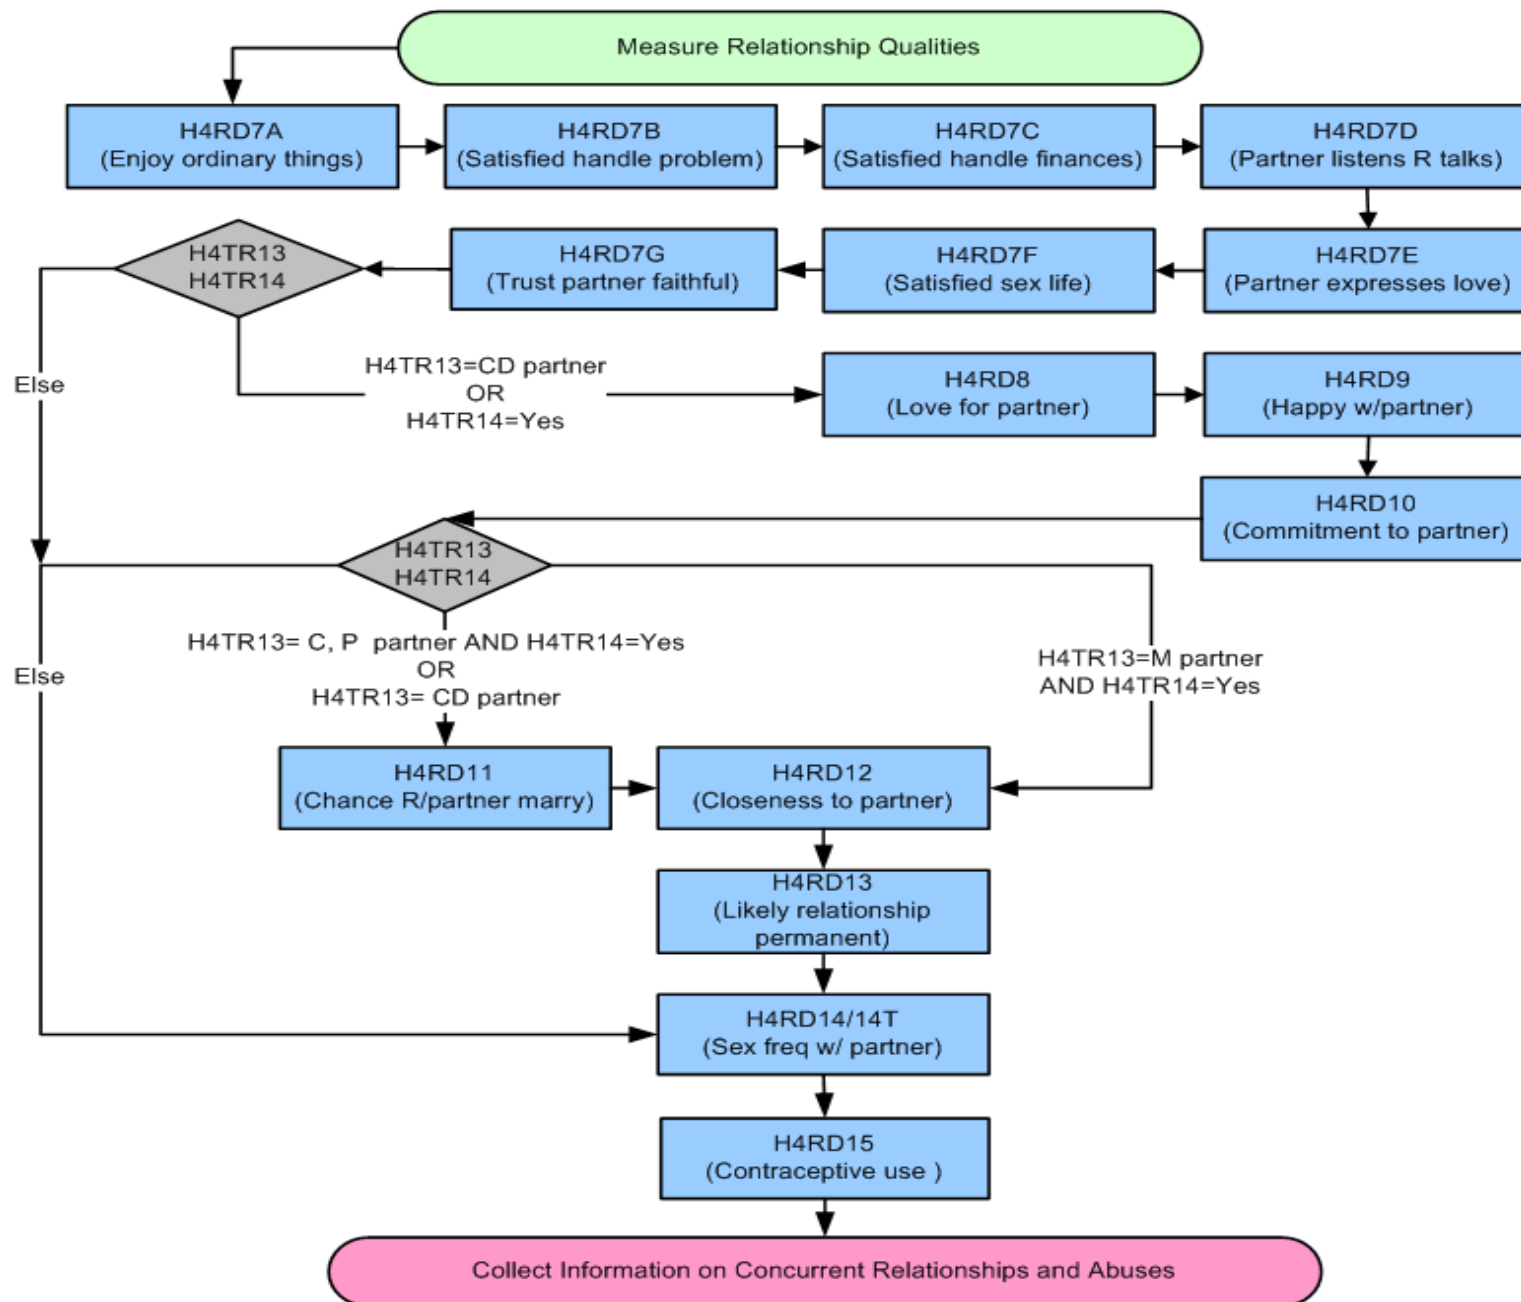 Measure Relationship Qualities
H4RD7A
(Enjoy ordinary things)
H4RD7B
(Satisfied handle problem)
H4RD7C
(Satisfied handle finances)
H4RD7D
(Partner listens R talks)
H4TR13
H4TR14
H4RD7G
(Trust partner faithful)
H4RD7F
(Satisfied sex life)
H4RD7E
(Partner expresses love)
Else
H4TR13=CD partner
OR
H4TR14=Yes
H4RD8
(Love for partner)
H4RD9
(Happy w/partner)
H4RD10
(Commitment to partner)
H4TR13
H4TR14
Else
H4TR13= C, P  partner AND H4TR14=Yes
OR
H4TR13= CD partner
H4TR13=M partner
AND H4TR14=Yes
H4RD11
(Chance R/partner marry)
H4RD12
(Closeness to partner)
H4RD13
(Likely relationship
permanent)
H4RD14/14T
(Sex freq w/ partner)
H4RD15
(Contraceptive use )
Collect Information on Concurrent Relationships and Abuses